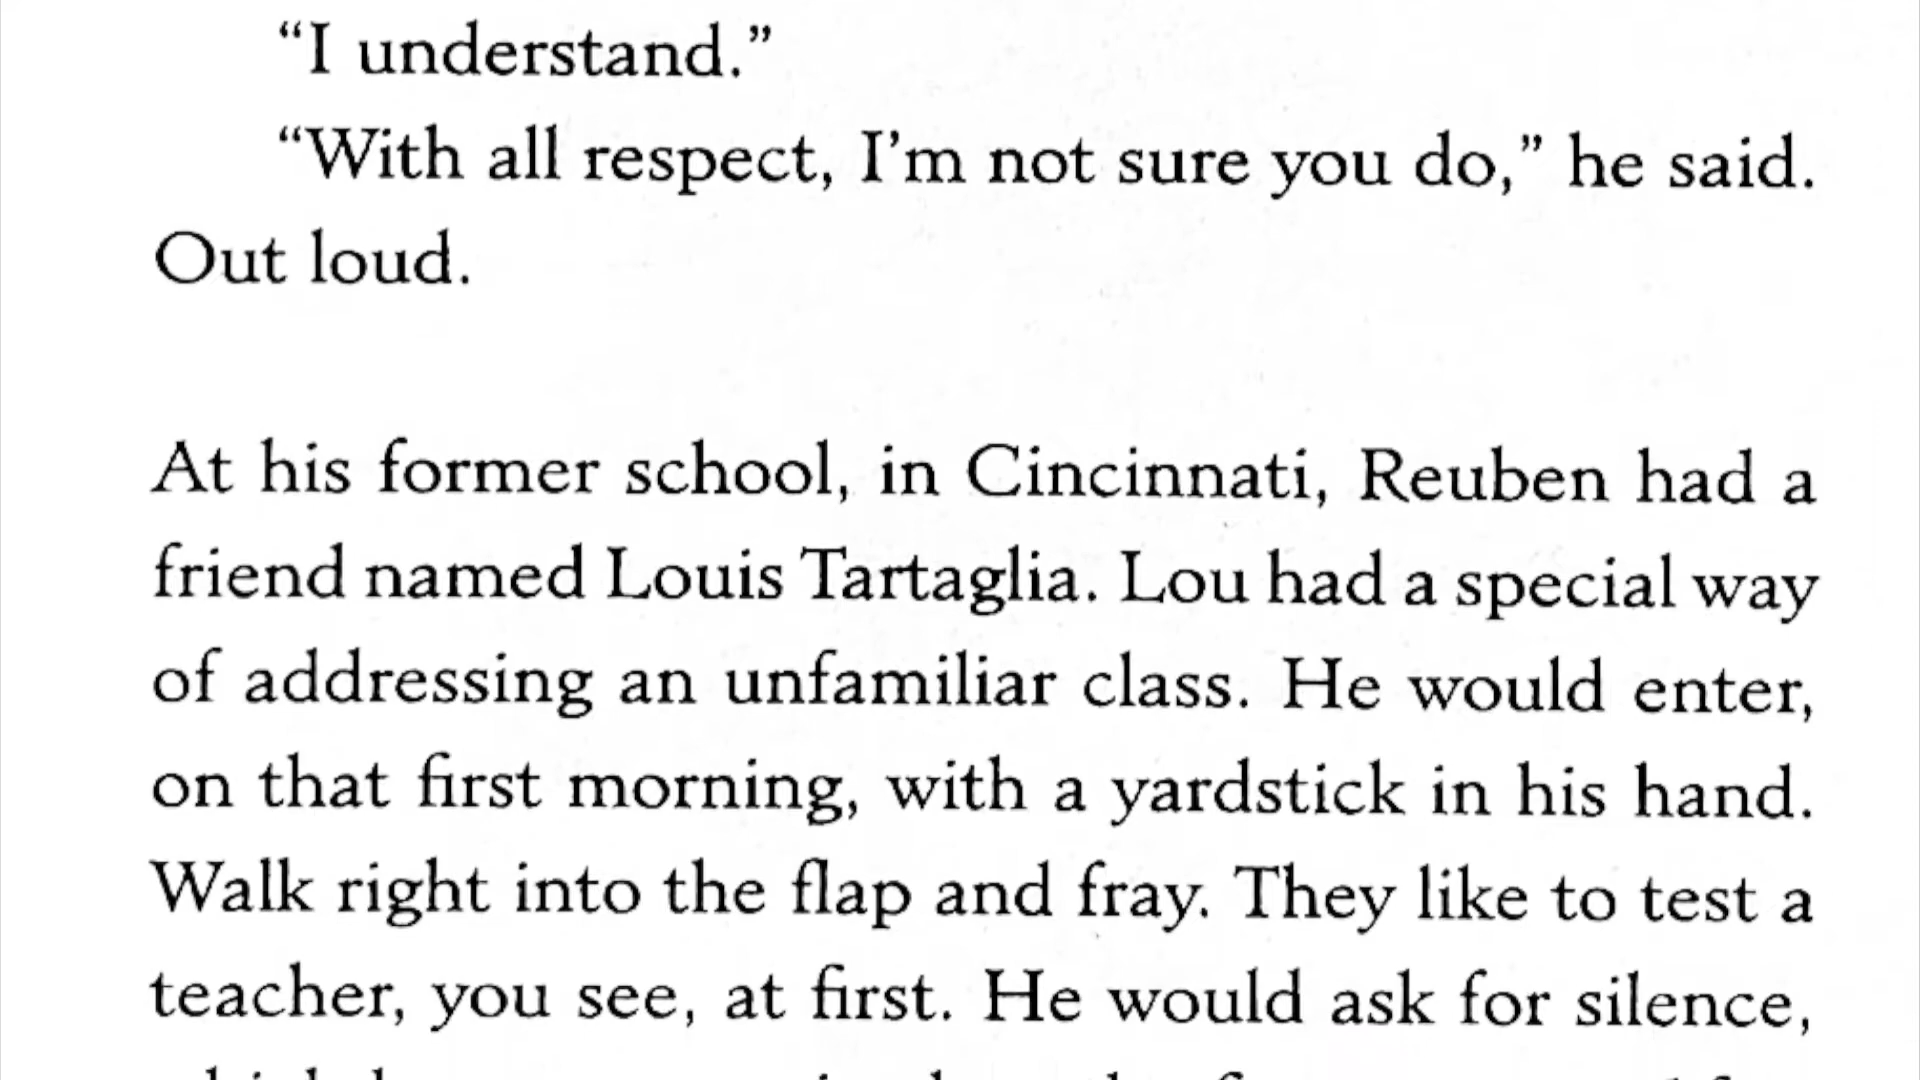 “I understand.”
“With all respect, I’m not sure you do,” he said.
Out loud.
At his former school, in Cincinnati, Reuben had a
friend named Louis Tartaglia. Lou had a special way
of addressing an unfamiliar class. He would enter,
on that first morning, with a yardstick in his hand.
Walk right into the flap and fray. They like to test a
teacher, you see, at first. He would ask for silence,